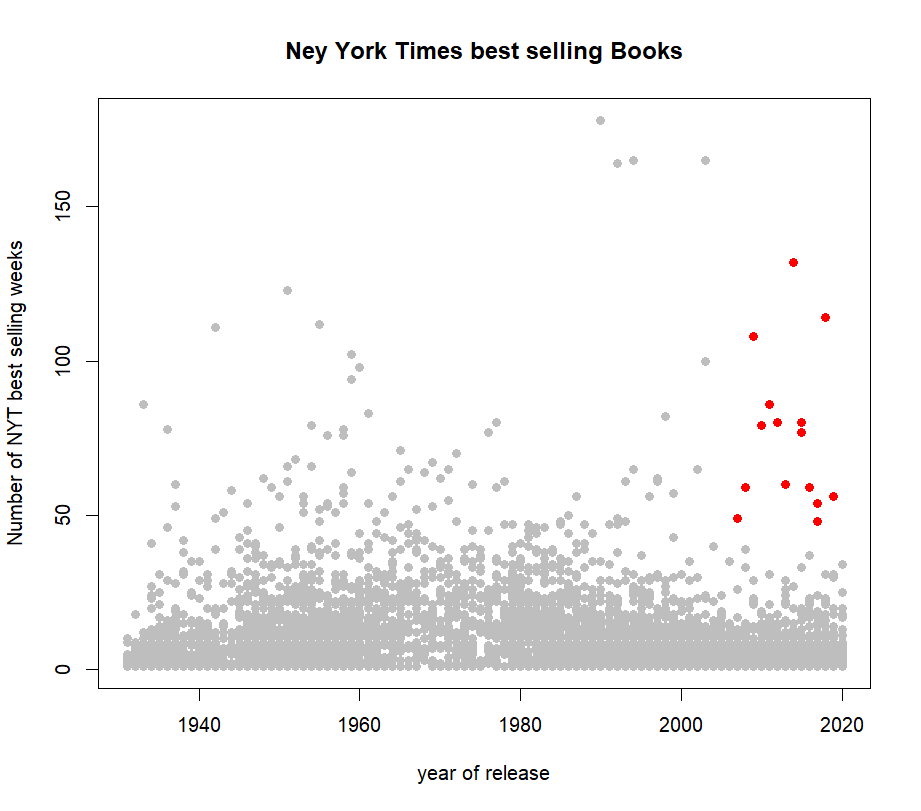 Ney York Times best selling Books
Number of NYT best selling weeks
150
100
50
0
1940 1960 1980 2000 2020
year of release